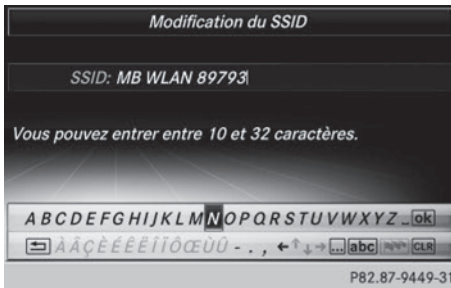 Modification du SSID
SSID: MB WLAN 89793
Vous pouvez entrer entre 10 et 32 caractères.
A B C D E F G H I J K L M N O P Q R S T U V W X Y Z _ ok
À Â Ç È É Ê Ë Î Ï Ô Œ Ù Û - . , ←↑↓→ ... abc CLR
P82.87-9449-31